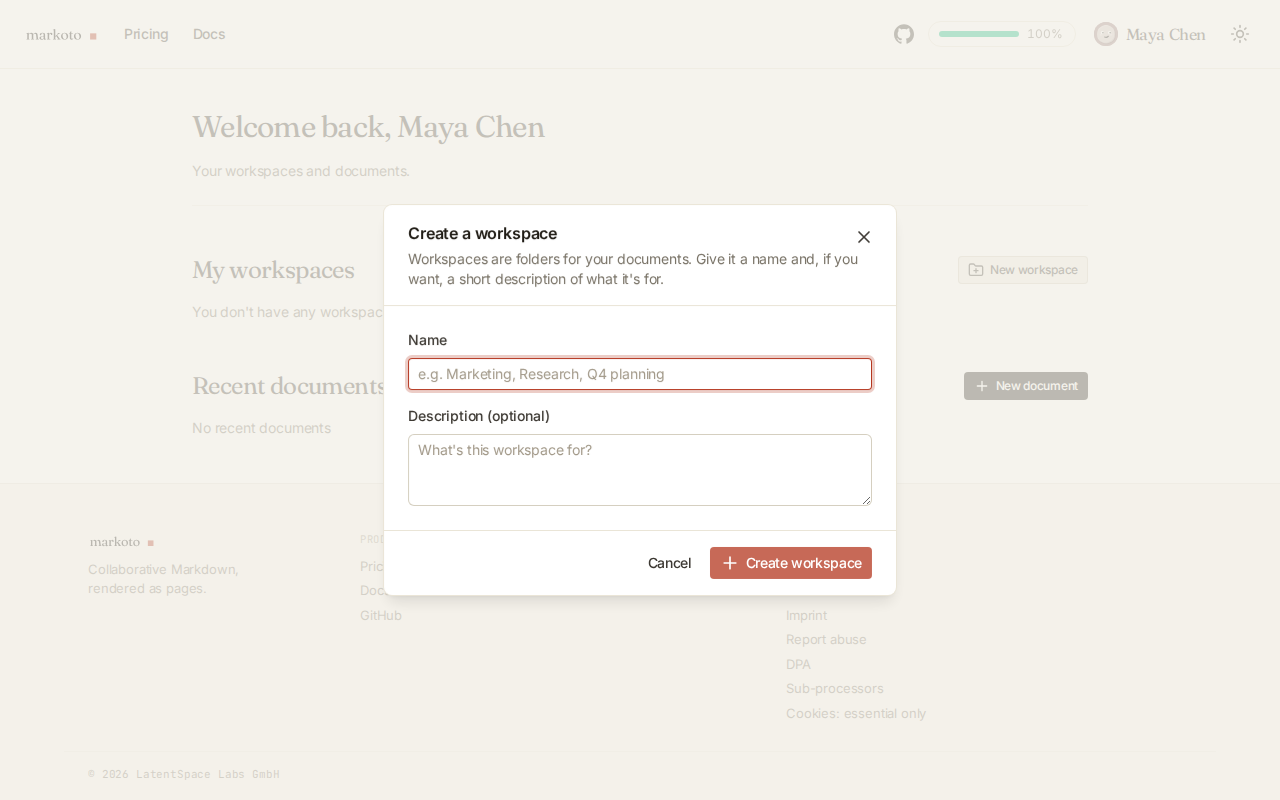 markoto
Pricing
Docs
100%
Maya Chen
Welcome back, Maya Chen
Your workspaces and documents.
My workspaces
New workspace
You don't have any workspac
Recent documents
New document
No recent documents
Create a workspace
Workspaces are folders for your documents. Give it a name and, if you
want, a short description of what it's for.
Name
e.g. Marketing, Research, Q4 planning
Description (optional)
What's this workspace for?
Cancel
Create workspace
markoto
Collaborative Markdown,
rendered as pages.
GitHub
Imprint
Report abuse
DPA
Sub-processors
Cookies: essential only
© 2026 LatentSpace Labs GmbH